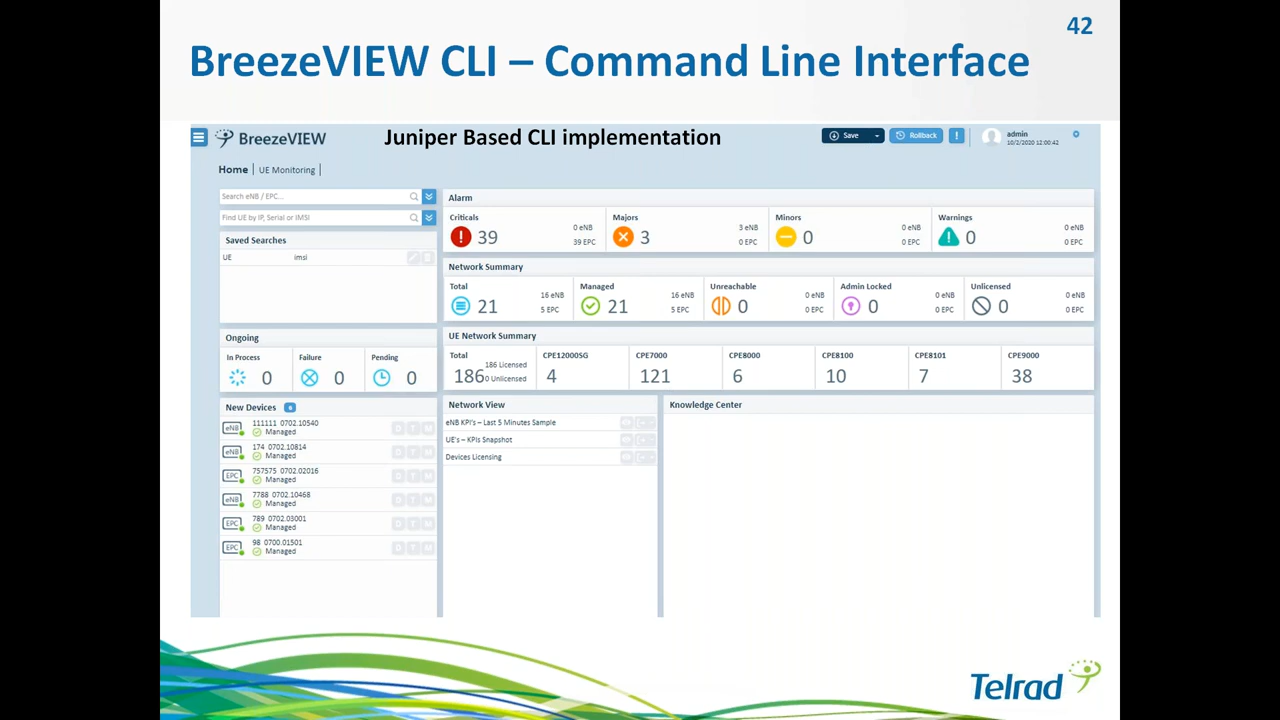 42
BreezeVIEW CLI – Command Line Interface
BreezeVIEW
Juniper Based CLI implementation
Save
Rollback
!
admin
10/2/2020 12:00:42
Home | UE Monitoring |
Search eNB / EPC...
Find UE by IP, Serial or IMSI
Saved Searches
UE imsi
Ongoing
In Process Failure Pending
0 0 0
New Devices 6
eNB 111111 0702.10540
Managed
D T M
eNB 174 0702.10814
Managed
D T M
EPC 757575 0702.02016
Managed
D T M
eNB 7788 0702.10468
Managed
D T M
EPC 789 0702.03001
Managed
D T M
EPC 98 0700.01501
Managed
D T M
Alarm
Criticals
39
0 eNB
39 EPC
Majors
3
3 eNB
0 EPC
Minors
0
0 eNB
0 EPC
Warnings
0
0 eNB
0 EPC
Network Summary
Total
21
16 eNB
5 EPC
Managed
21
16 eNB
5 EPC
Unreachable
0
0 eNB
0 EPC
Admin Locked
0
0 eNB
0 EPC
Unlicensed
0
0 eNB
0 EPC
UE Network Summary
Total
186
186 Licensed
0 Unlicensed
CPE12000SG
4
CPE7000
121
CPE8000
6
CPE8100
10
CPE8101
7
CPE9000
38
Network View
eNB KPI's – Last 5 Minutes Sample
UE's – KPIs Snapshot
Devices Licensing
Knowledge Center
Telrad